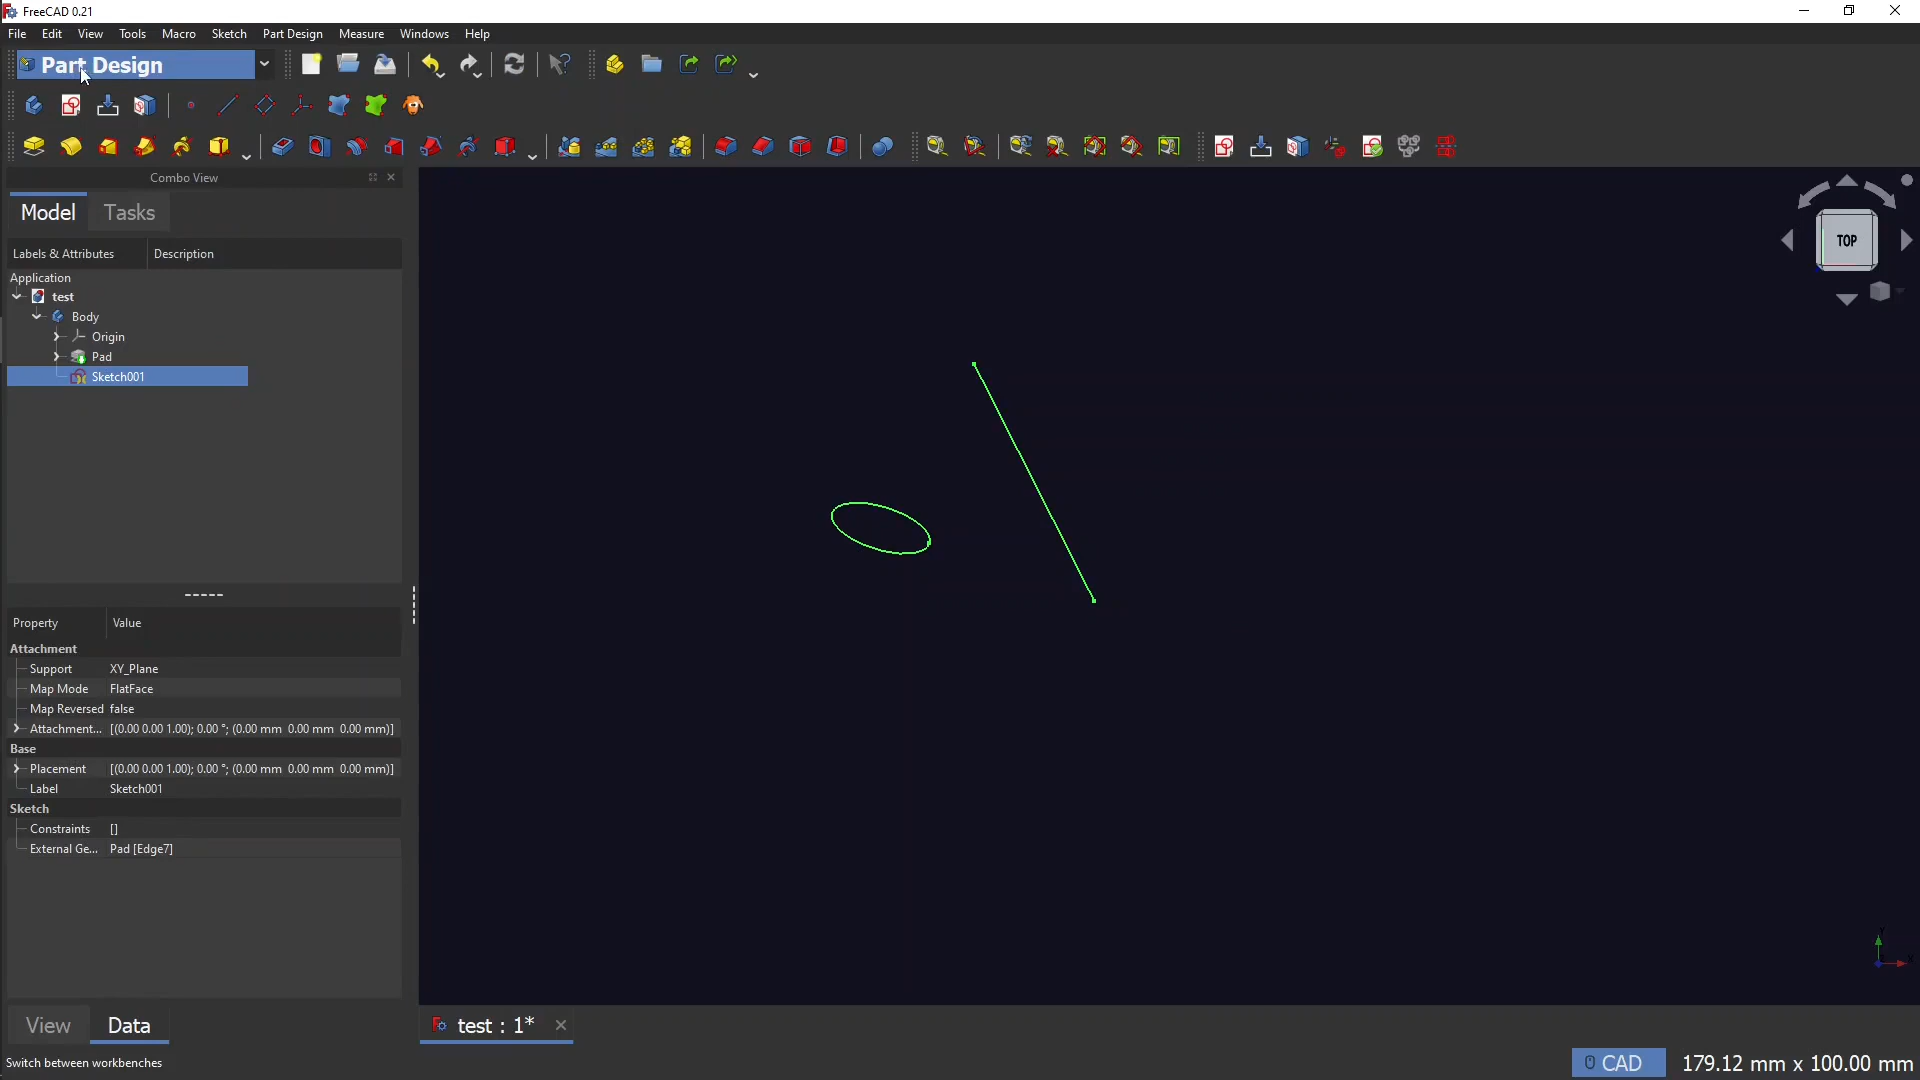 FreeCAD 0.21
File Edit View Tools Macro Sketch Part Design Measure Windows Help
Part Design
Combo View
Model Tasks
Labels & Attributes Description
Application
test
Body
Origin
Pad
Sketch001
TOP
Property Value
Attachment
Support XY_Plane
Map Mode FlatFace
Map Reversed false
Attachment... [(0.00 0.00 1.00); 0.00 °; (0.00 mm 0.00 mm 0.00 mm)]
Base
Placement [(0.00 0.00 1.00); 0.00 °; (0.00 mm 0.00 mm 0.00 mm)]
Label Sketch001
Sketch
Constraints []
External Ge... Pad [Edge7]
View Data
test : 1*
Switch between workbenches
CAD 179.12 mm x 100.00 mm